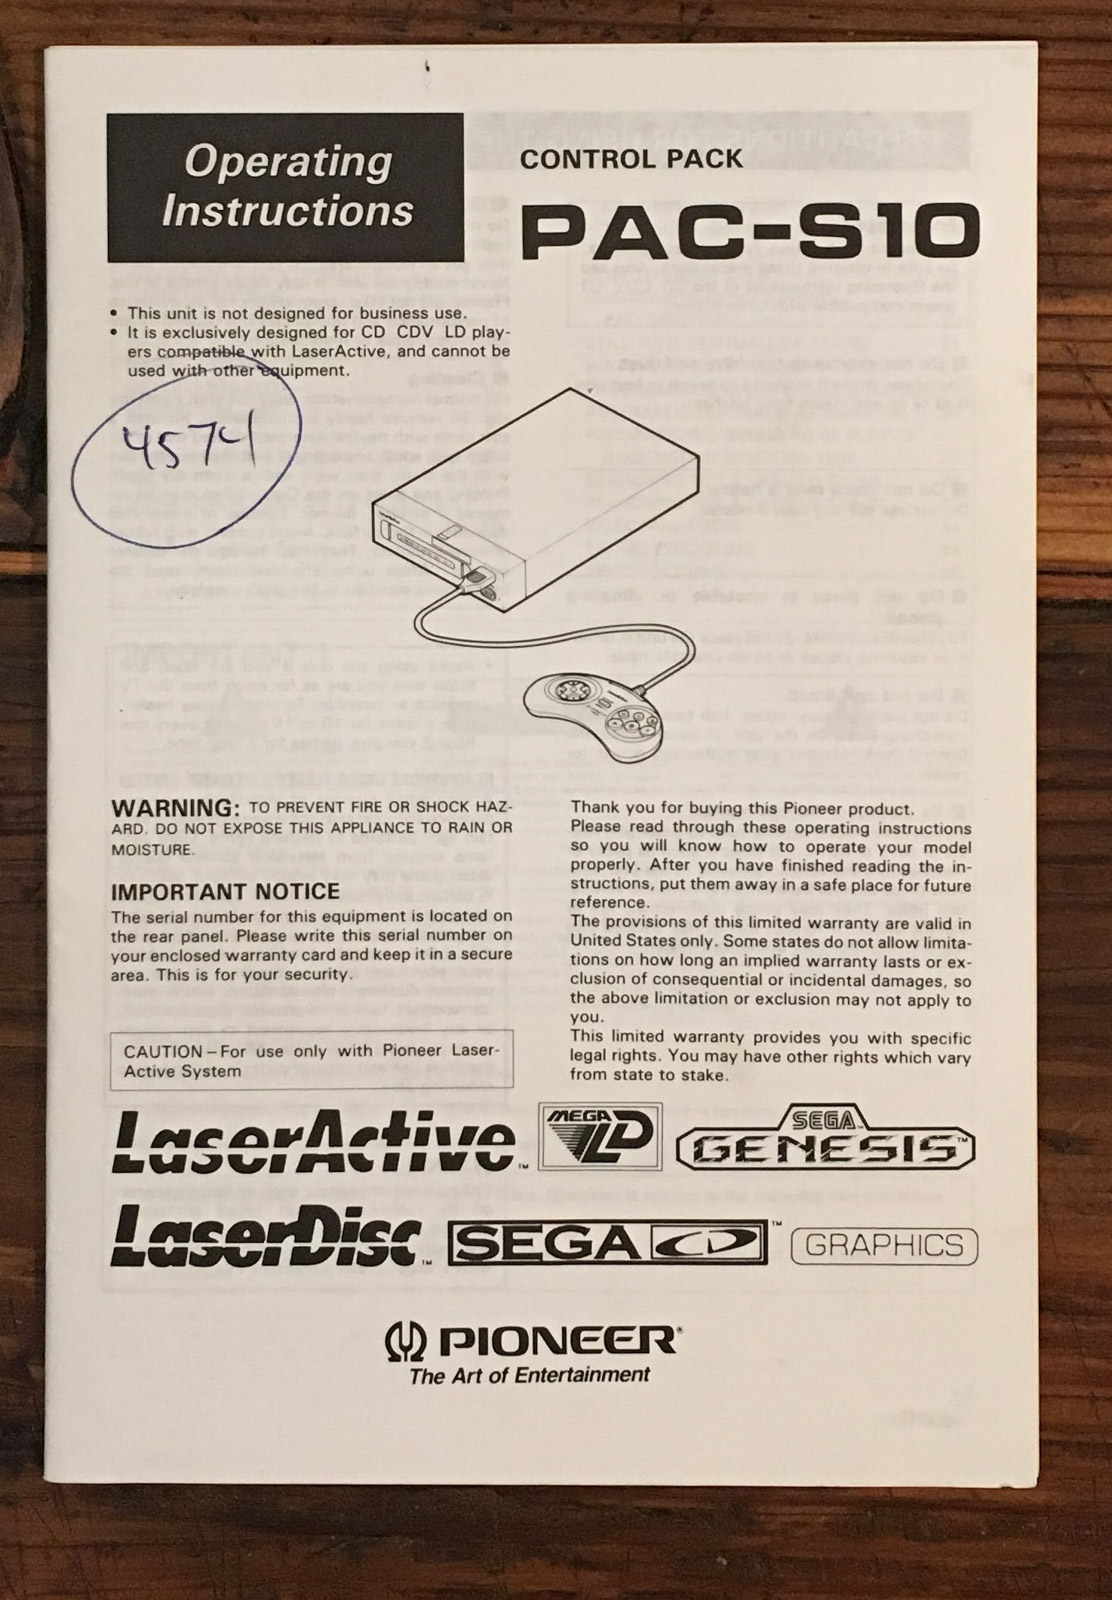 Operating
Instructions
CONTROL PACK
PAC-S10
• This unit is not designed for business use.
• It is exclusively designed for CD CDV LD play-
ers compatible with LaserActive, and cannot be
used with other equipment.
4574
WARNING: TO PREVENT FIRE OR SHOCK HAZ-
ARD. DO NOT EXPOSE THIS APPLIANCE TO RAIN OR
MOISTURE.
IMPORTANT NOTICE
The serial number for this equipment is located on
the rear panel. Please write this serial number on
your enclosed warranty card and keep it in a secure
area. This is for your security.
CAUTION – For use only with Pioneer Laser-
Active System
Thank you for buying this Pioneer product.
Please read through these operating instructions
so you will know how to operate your model
properly. After you have finished reading the in-
structions, put them away in a safe place for future
reference.
The provisions of this limited warranty are valid in
United States only. Some states do not allow limita-
tions on how long an implied warranty lasts or ex-
clusion of consequential or incidental damages, so
the above limitation or exclusion may not apply to
you.
This limited warranty provides you with specific
legal rights. You may have other rights which vary
from state to stake.
LaserActive™
MEGA LD
SEGA™
GENESIS™
LaserDisc™
SEGA CD™
GRAPHICS
PIONEER®
The Art of Entertainment